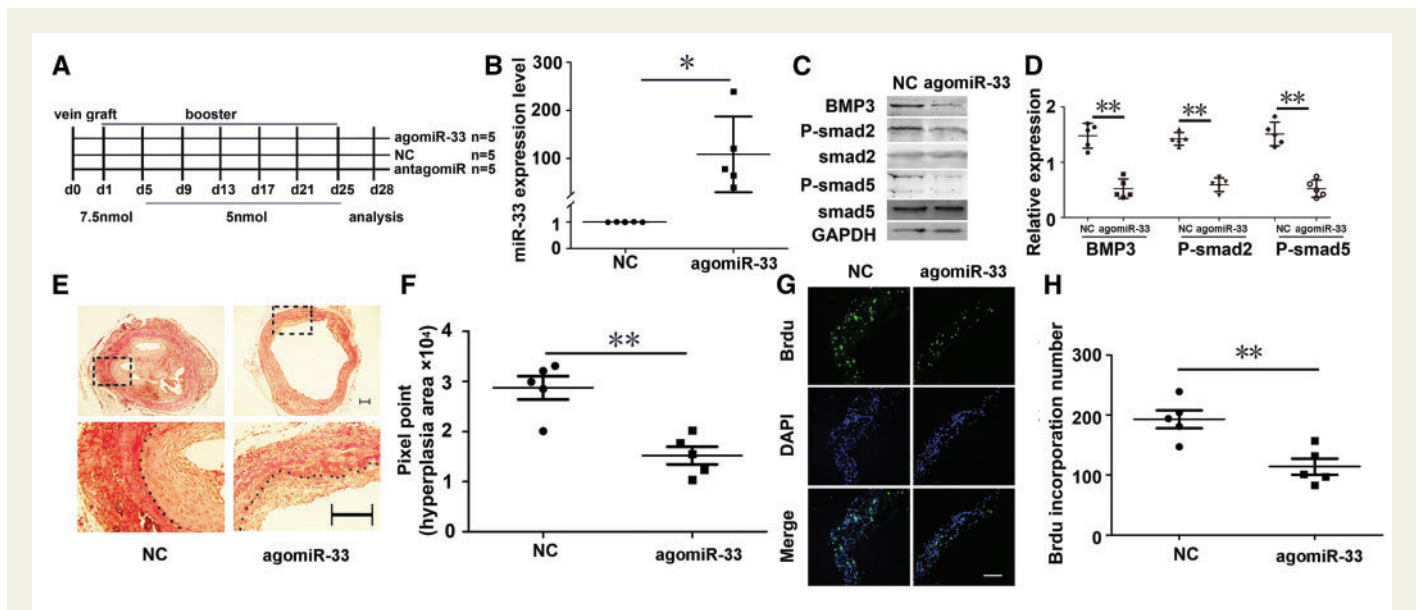 A
vein graft booster
agomiR-33 n=5
NC n=5
antagomiR n=5
d0 d1 d5 d9 d13 d17 d21 d25 d28
7.5nmol 5nmol analysis
B
miR-33 expression level
300
200
100
1
0
*
NC agomiR-33
C
NC agomiR-33
BMP3
P-smad2
smad2
P-smad5
smad5
GAPDH
D
Relative expression
2
1
0
** ** **
NC agomiR-33 NC agomiR-33 NC agomiR-33
BMP3 P-smad2 P-smad5
E
NC agomiR-33
F
Pixel point
(hyperplasia area ×10⁴)
4
3
2
1
0
**
NC agomiR-33
G
NC agomiR-33
Brdu
DAPI
Merge
H
Brdu incorporation number
300
200
100
0
**
NC agomiR-33